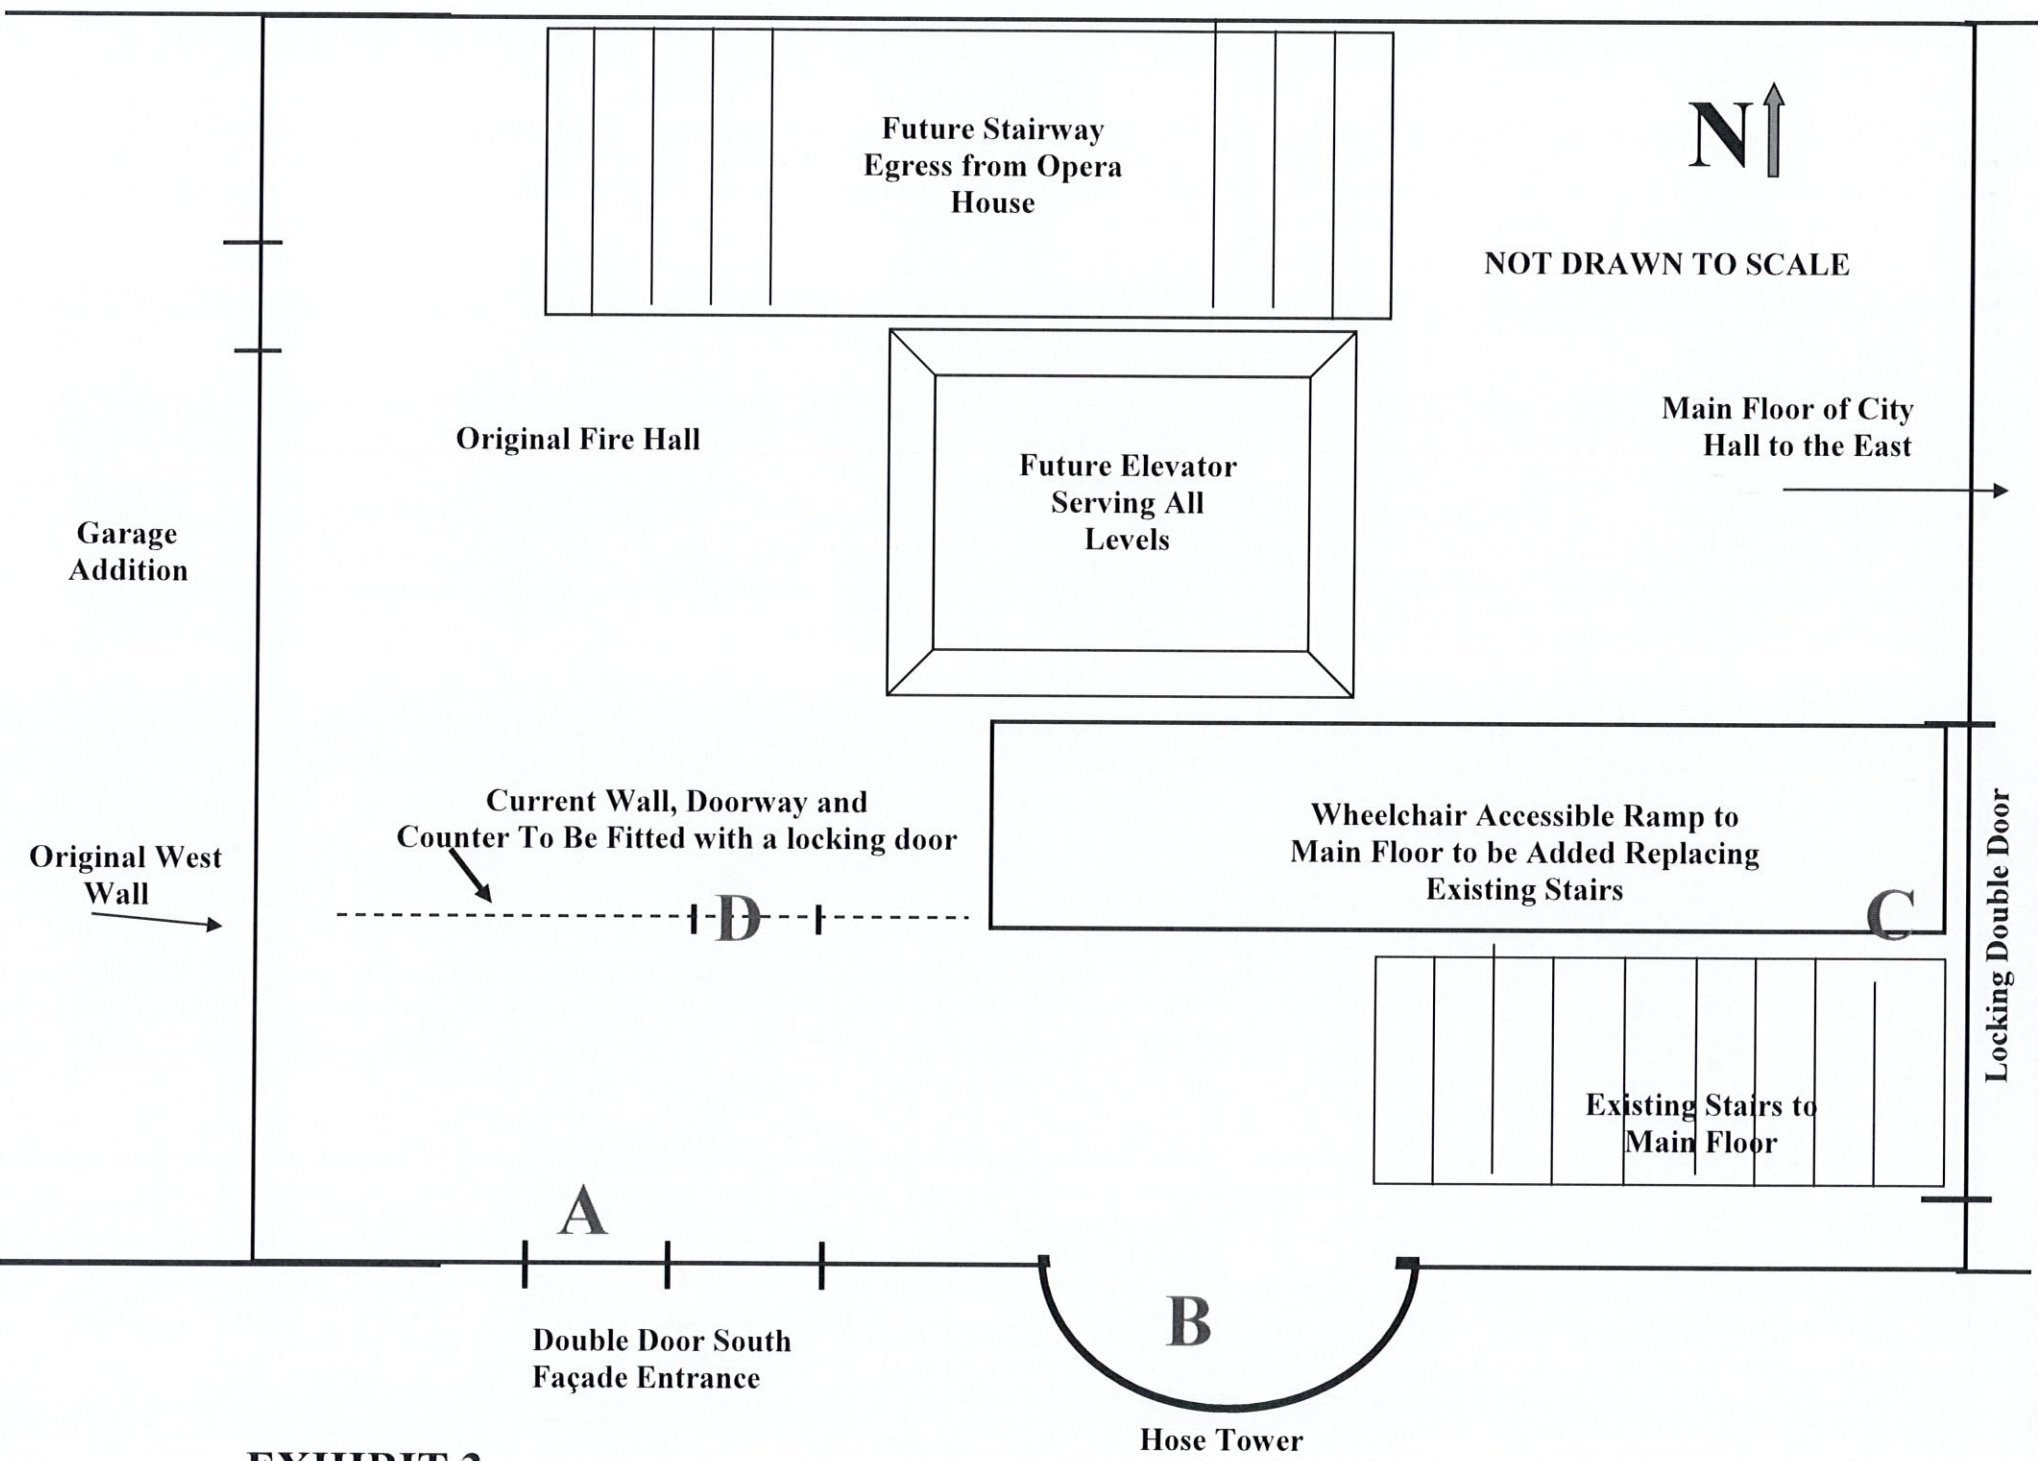 Future Stairway
Egress from Opera
House
N
NOT DRAWN TO SCALE
Main Floor of City
Hall to the East
Original Fire Hall
Future Elevator
Serving All
Levels
Garage
Addition
Current Wall, Doorway and
Counter To Be Fitted with a locking door
Wheelchair Accessible Ramp to
Main Floor to be Added Replacing
Existing Stairs
Original West
Wall
D
C
Locking Double Door
Existing Stairs to
Main Floor
A
B
Double Door South
Façade Entrance
Hose Tower
EXHIBIT 2